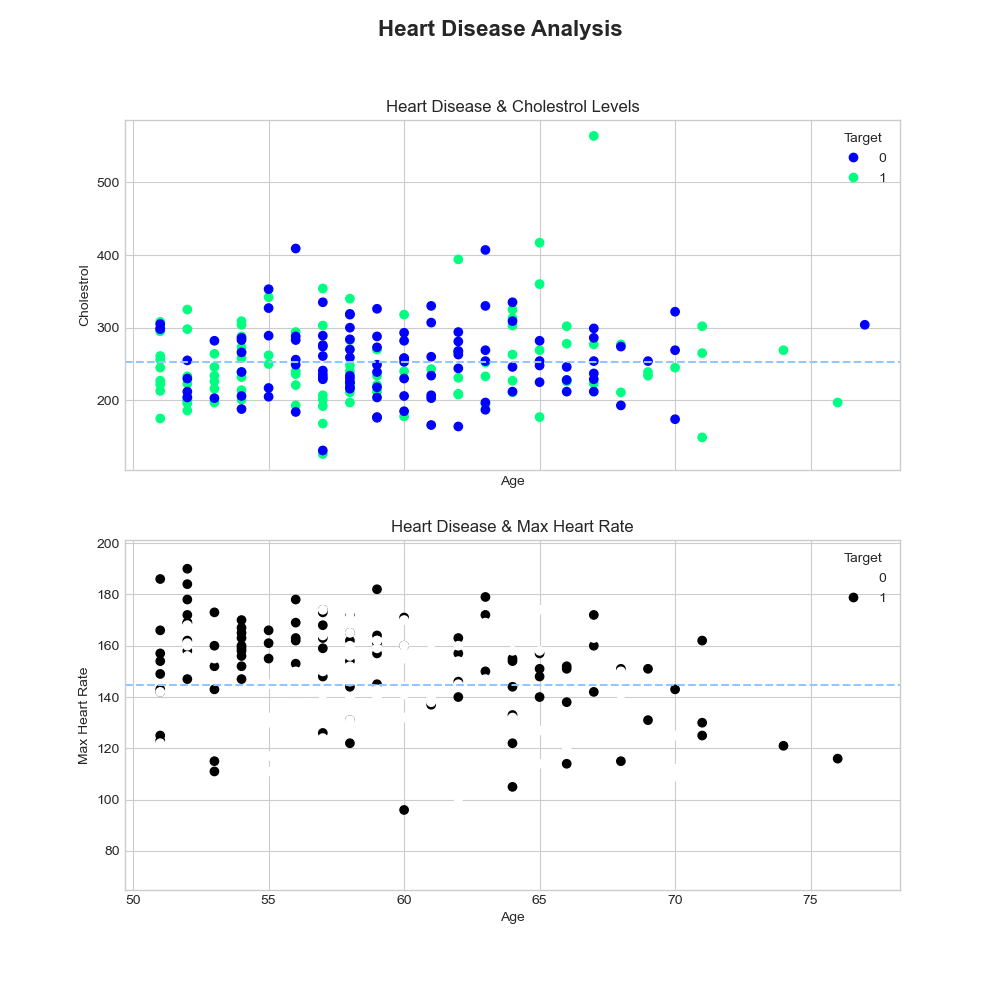 Heart Disease Analysis
Heart Disease & Cholestrol Levels
Target
0
1
500
400
300
200
Cholestrol
Age
Heart Disease & Max Heart Rate
Target
0
1
200
180
160
140
120
100
80
Max Heart Rate
50 55 60 65 70 75
Age